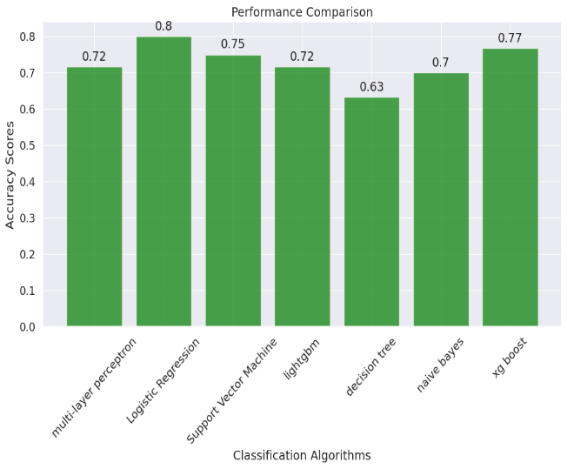 Performance Comparison
Accuracy Scores
0.8
0.7
0.6
0.5
0.4
0.3
0.2
0.1
0.0
0.72
0.8
0.75
0.72
0.63
0.7
0.77
multi-layer perceptron
Logistic Regression
Support Vector Machine
lightgbm
decision tree
naive bayes
xg boost
Classification Algorithms